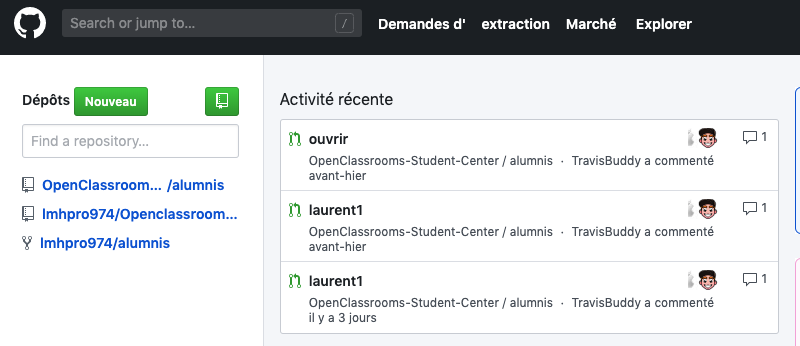 Search or jump to... /
Demandes d' extraction Marché Explorer
Dépôts Nouveau
Find a repository...
OpenClassroom... /alumnis
lmhpro974/Openclassroom...
lmhpro974/alumnis
Activité récente
ouvrir 1
OpenClassrooms-Student-Center / alumnis · TravisBuddy a commenté
avant-hier
laurent1 1
OpenClassrooms-Student-Center / alumnis · TravisBuddy a commenté
avant-hier
laurent1 1
OpenClassrooms-Student-Center / alumnis · TravisBuddy a commenté
il y a 3 jours